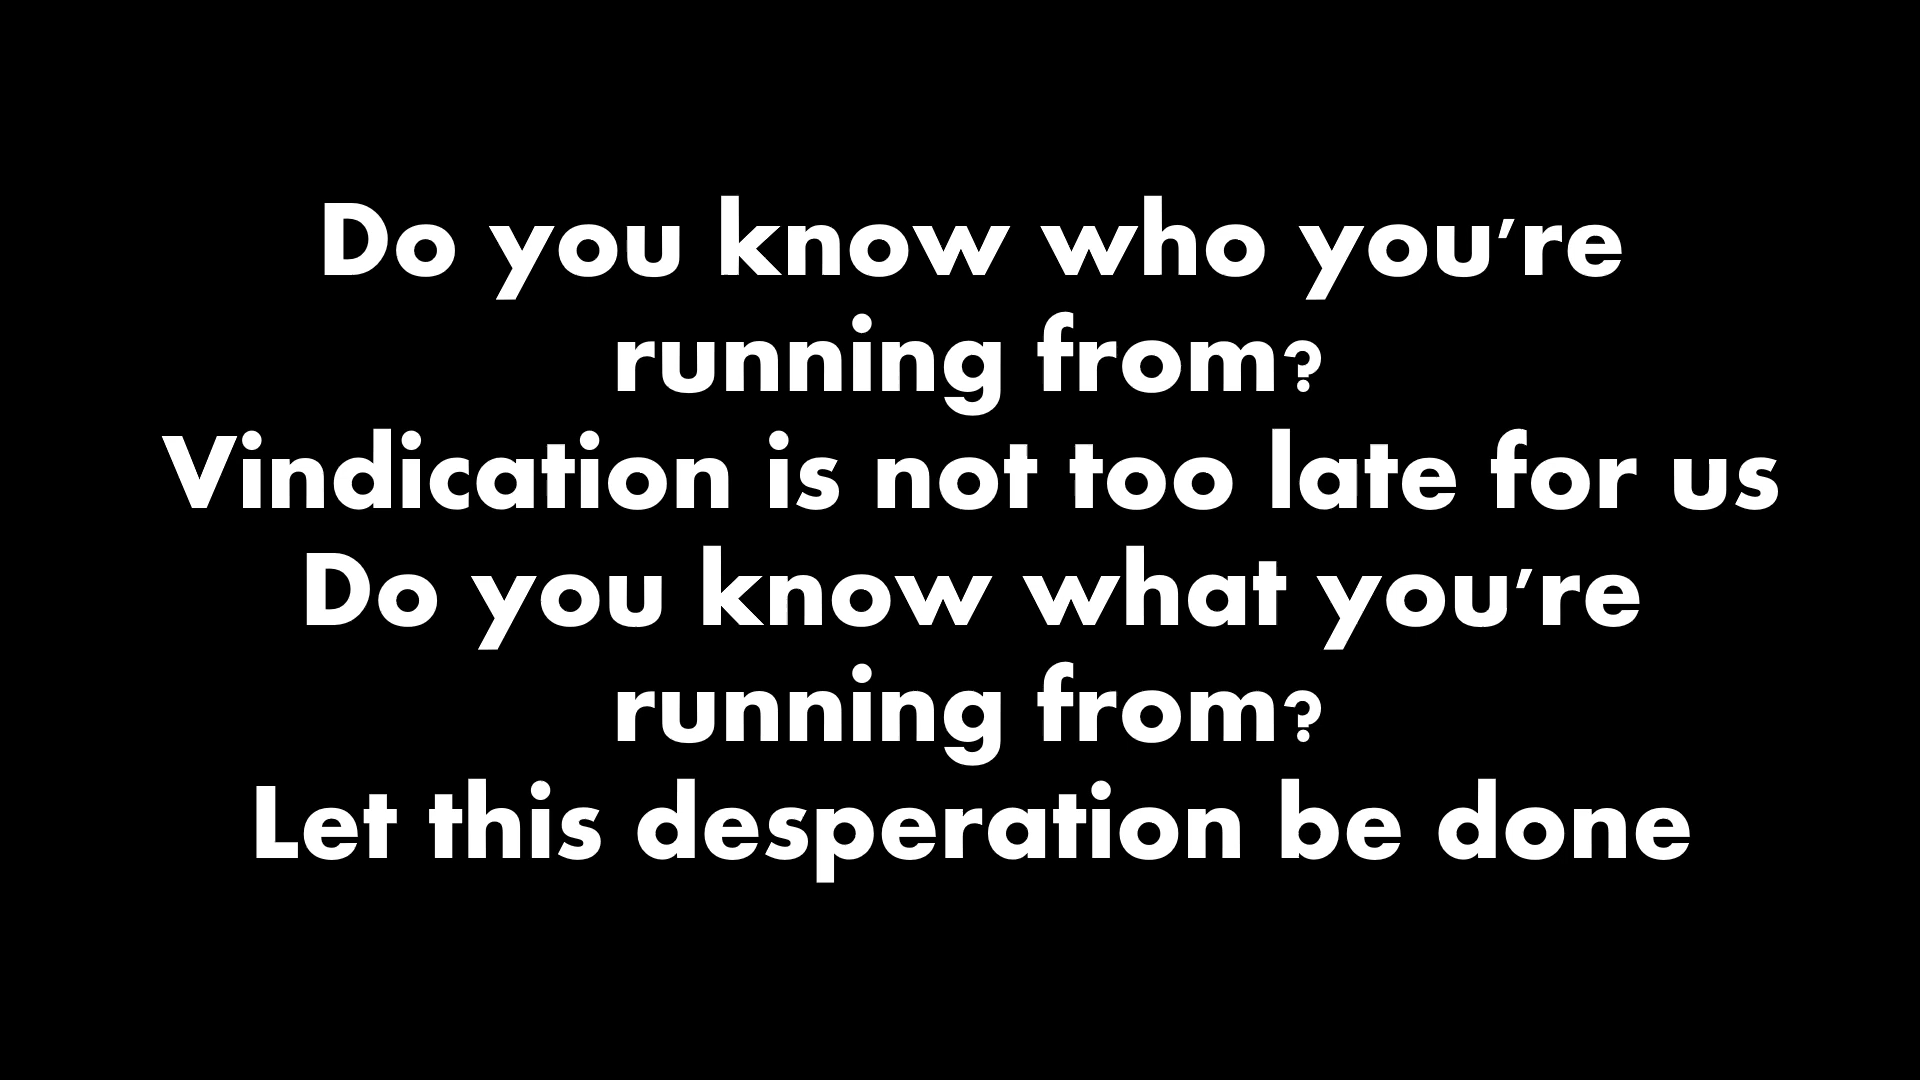 Do you know who you're
running from?
Vindication is not too late for us
Do you know what you're
running from?
Let this desperation be done